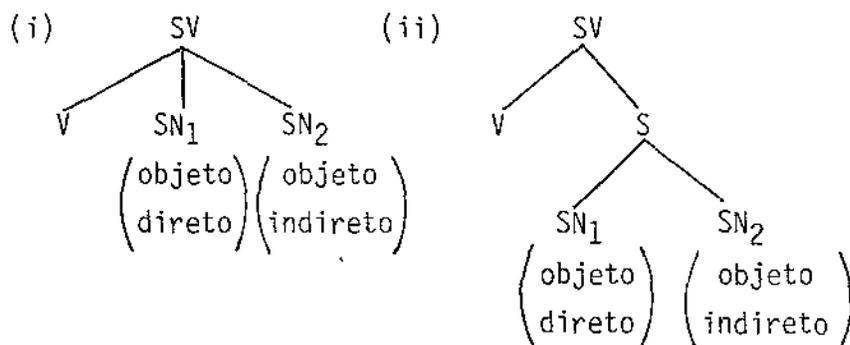 (i) SV (ii) SV
V SN1 SN2 V S
(objeto direto) (objeto indireto) SN1 SN2
(objeto direto) (objeto indireto)